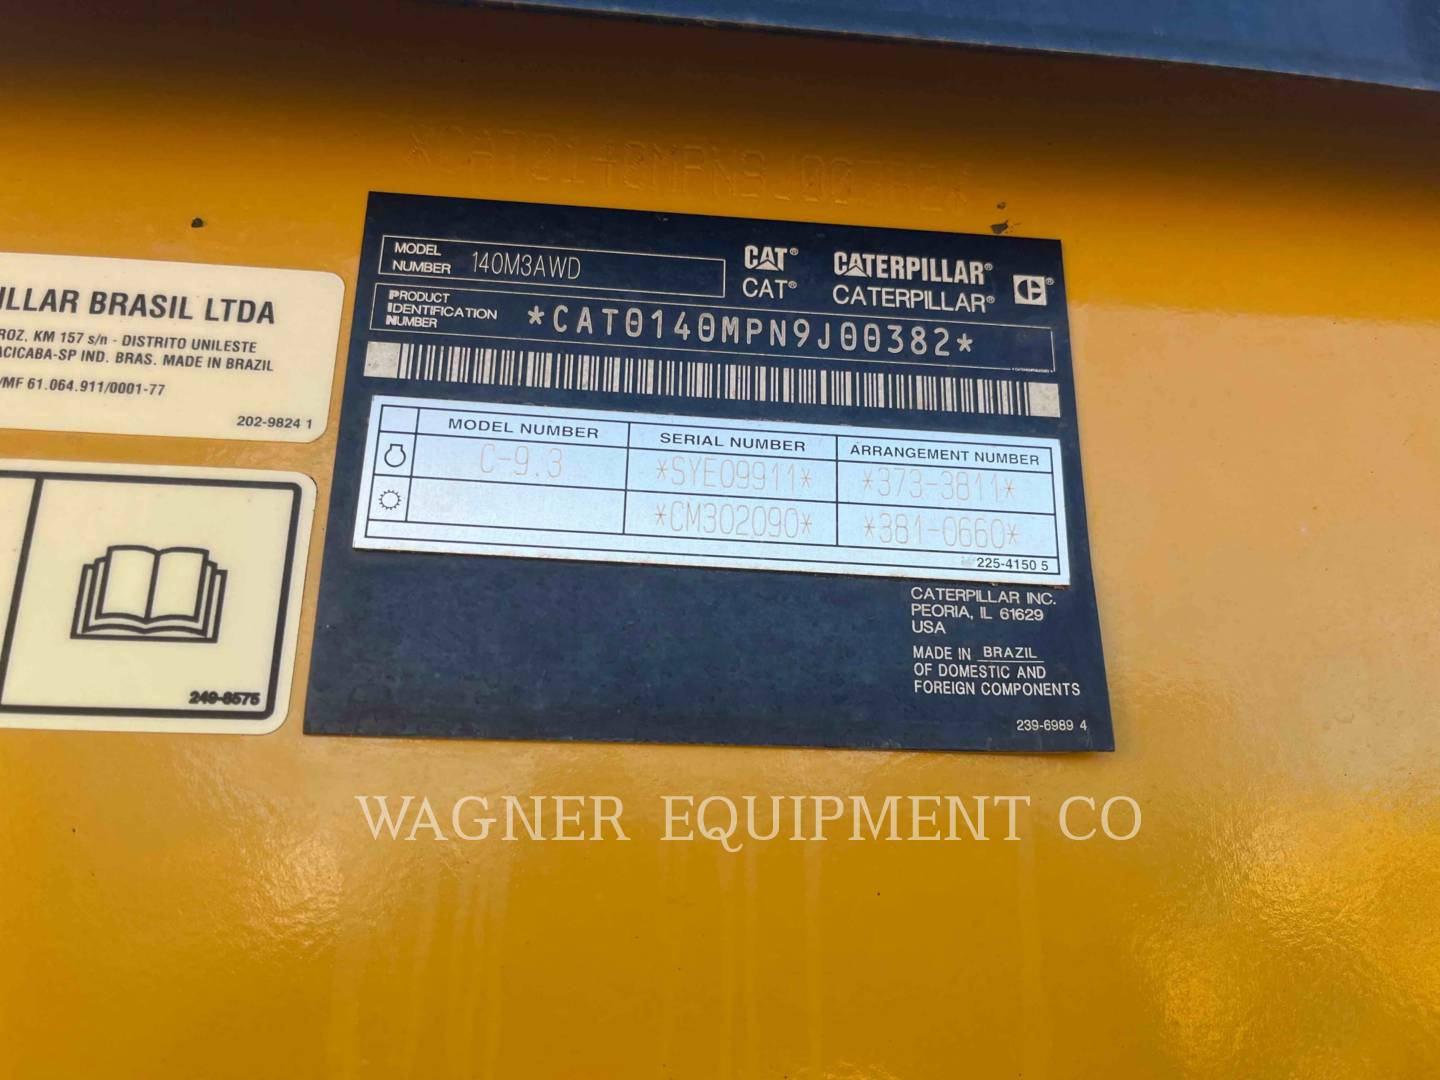 *CAT0140MPN9J00382*
MODEL NUMBER 140M3AWD
CAT® CATERPILLAR®
CAT® CATERPILLAR®
PRODUCT IDENTIFICATION NUMBER *CAT0140MPN9J00382*
MODEL NUMBER SERIAL NUMBER ARRANGEMENT NUMBER
C-9.3 *SYE09911* *373-3811*
*CM302090* *381-0660*
225-4150 5
CATERPILLAR INC.
PEORIA, IL 61629
USA
MADE IN BRAZIL
OF DOMESTIC AND
FOREIGN COMPONENTS
239-6989 4
ILLAR BRASIL LTDA
ROZ, KM 157 s/n - DISTRITO UNILESTE
ACICABA-SP IND. BRAS. MADE IN BRAZIL
/MF 61.064.911/0001-77
202-9824 1
249-6575
WAGNER EQUIPMENT CO